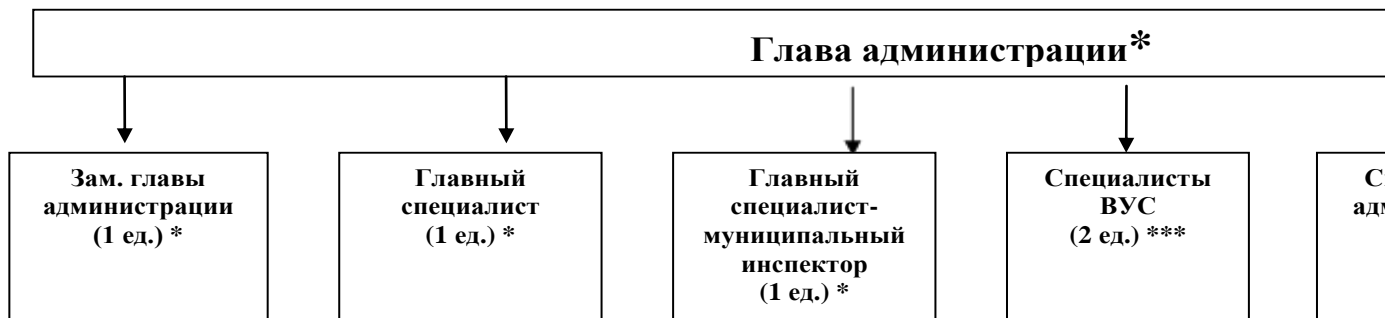 Глава администрации*
Зам. главы
администрации
(1 ед.) *
Главный
специалист
(1 ед.) *
Главный
специалист-
муниципальный
инспектор
(1 ед.) *
Специалисты
ВУС
(2 ед.) ***